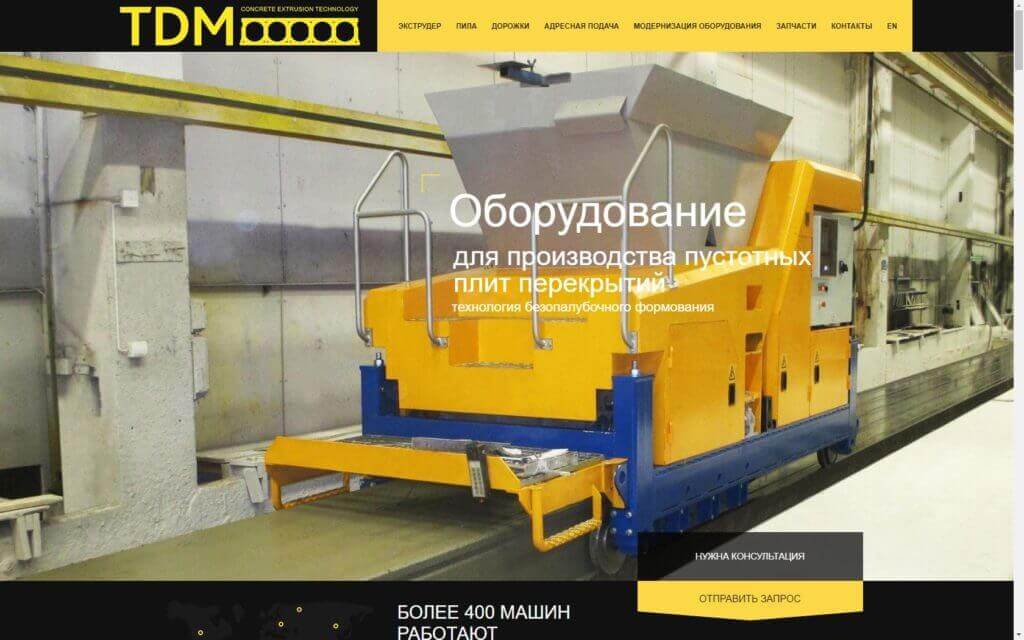 TDM
CONCRETE EXTRUSION TECHNOLOGY
ЭКСТРУДЕР ПИЛА ДОРОЖКИ АДРЕСНАЯ ПОДАЧА МОДЕРНИЗАЦИЯ ОБОРУДОВАНИЯ ЗАПЧАСТИ КОНТАКТЫ EN
Оборудование
для производства пустотных
плит перекрытий
технология безопалубочного формования
НУЖНА КОНСУЛЬТАЦИЯ
ОТПРАВИТЬ ЗАПРОС
БОЛЕЕ 400 МАШИН
РАБОТАЮТ